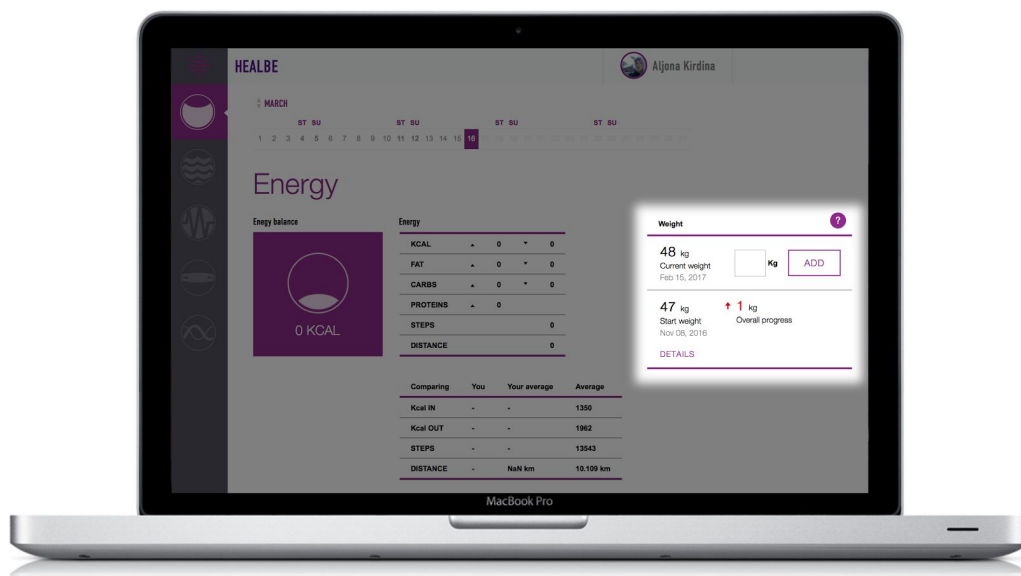 HEALBE
Aljona Kirdina
MARCH
ST SU ST SU ST SU ST SU
1 2 3 4 5 6 7 8 9 10 11 12 13 14 15 16
Energy
Enegy balance
0 KCAL
Energy
KCAL ▲ 0 ▼ 0
FAT ▲ 0 ▼ 0
CARBS ▲ 0 ▼ 0
PROTEINS ▲ 0
STEPS 0
DISTANCE 0
Comparing You Your average Average
Kcal IN - - 1350
Kcal OUT - - 1962
STEPS - - 13543
DISTANCE - NaN km 10.109 km
Weight ?
48 kg
Current weight
Feb 15, 2017
Kg ADD
47 kg
Start weight
Nov 08, 2016
↑ 1 kg
Overall progress
DETAILS
MacBook Pro